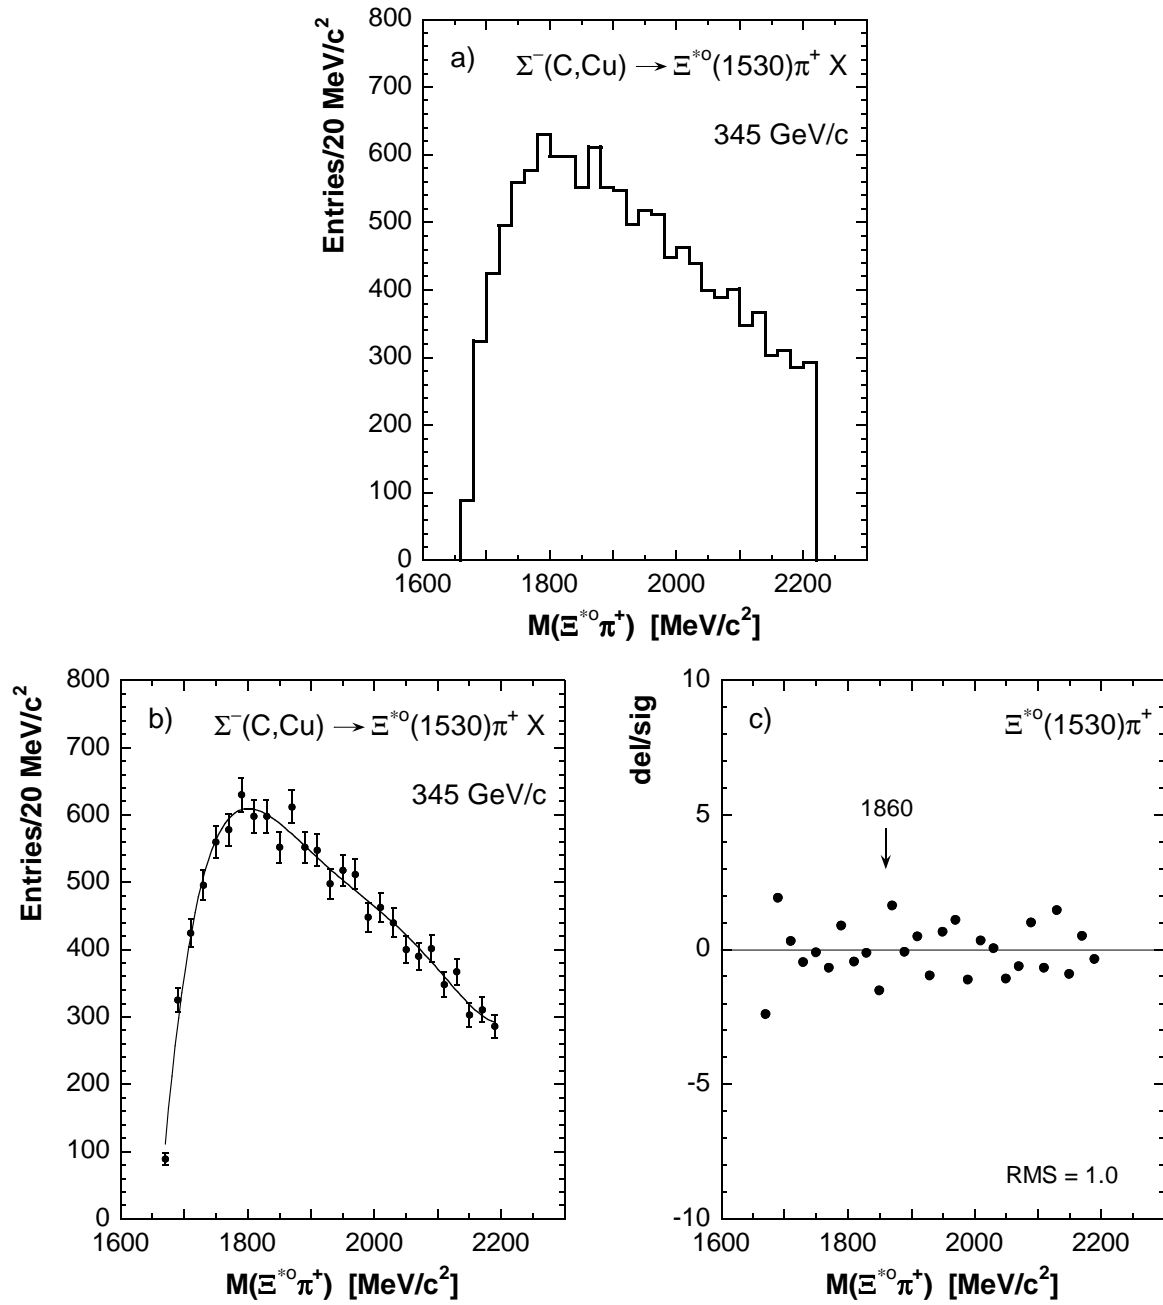 800
700
600
500
400
300
200
100
0
Entries/20 MeV/c²
a)
Σ⁻(C,Cu) → Ξ*º(1530)π⁺ X
345 GeV/c
1600 1800 2000 2200
M(Ξ*ºπ⁺) [MeV/c²]
800
700
600
500
400
300
200
100
0
Entries/20 MeV/c²
b)
Σ⁻(C,Cu) → Ξ*º(1530)π⁺ X
345 GeV/c
1600 1800 2000 2200
M(Ξ*ºπ⁺) [MeV/c²]
10
5
0
-5
-10
del/sig
c)
Ξ*º(1530)π⁺
1860
RMS = 1.0
1600 1800 2000 2200
M(Ξ*ºπ⁺) [MeV/c²]